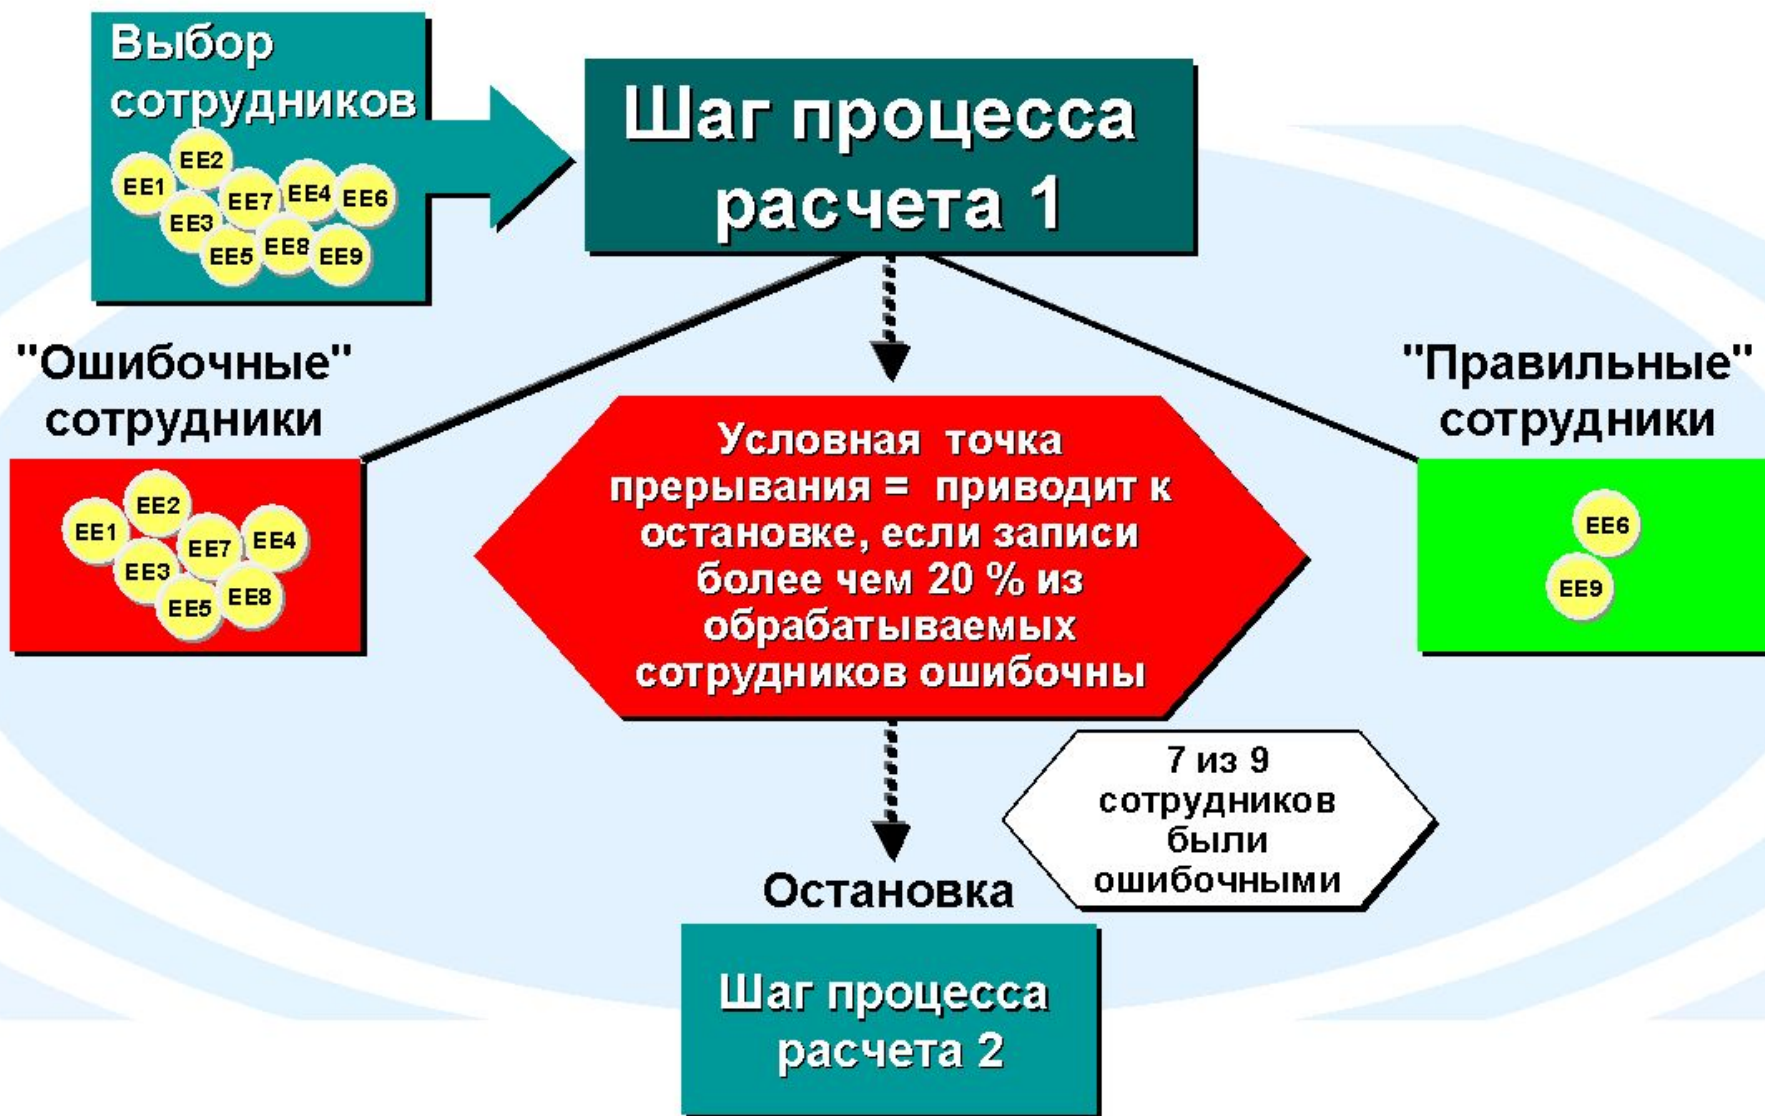 Выбор
сотрудников
EE2
EE1
EE7
EE4
EE6
EE3
EE5
EE8
EE9
Шаг процесса
расчета 1
"Ошибочные"
сотрудники
EE2
EE1
EE7
EE4
EE3
EE5
EE8
Условная точка
прерывания = приводит к
остановке, если записи
более чем 20 % из
обрабатываемых
сотрудников ошибочны
"Правильные"
сотрудники
EE6
EE9
7 из 9
сотрудников
были
ошибочными
Остановка
Шаг процесса
расчета 2